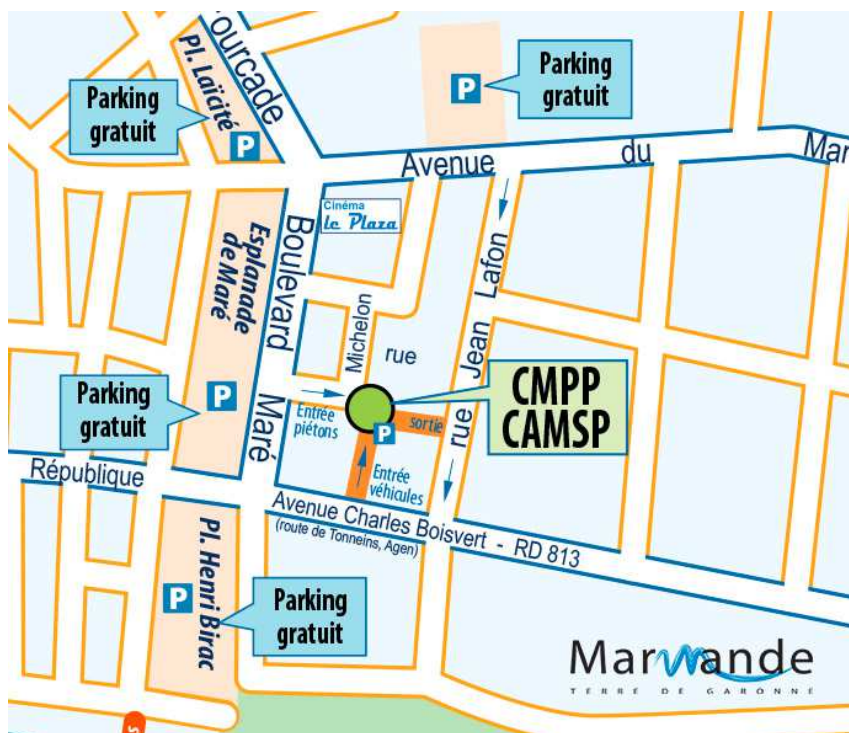 ourcade
Pl. Laïcité
P
Parking
gratuit
P
Parking
gratuit
Avenue du Mar
Cinéma
le Plaza
Esplanade
de Maré
P
Parking
gratuit
Boulevard Maré
Michelon
rue
rue Jean Lafon
CMPP
CAMSP
Entrée
piétons
P
sortie
Entrée
véhicules
République
Avenue Charles Boisvert - RD 813
(route de Tonneins, Agen)
Pl. Henri Birac
P
Parking
gratuit
Marmande
TERRE DE GARONNE
S